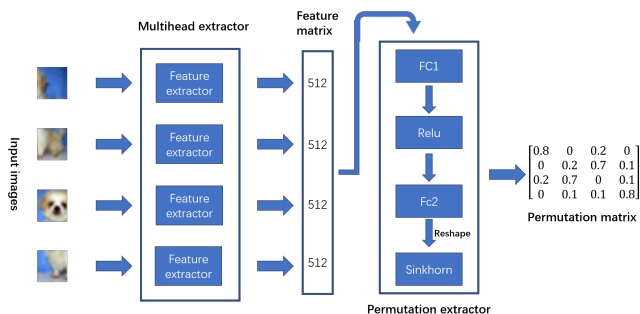 Input images
Multihead extractor
Feature
extractor
Feature
extractor
Feature
extractor
Feature
extractor
Feature
matrix
512
512
512
512
FC1
Relu
Fc2
Reshape
Sinkhorn
Permutation extractor
0.8 0 0.2 0
0 0.2 0.7 0.1
0.2 0.7 0 0.1
0 0.1 0.1 0.8
Permutation matrix